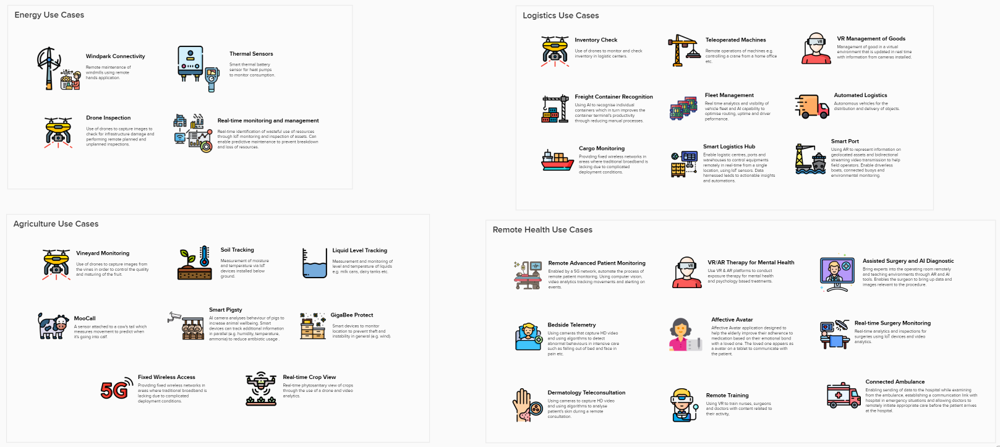 Energy Use Cases
Windpark Connectivity
Remote maintenance of
windmills using remote
hands application.
Thermal Sensors
Smart thermal battery
sensor for heat pumps
to monitor consumption.
Drone Inspection
Use of drones to capture images to
check for infrastructure damage and
performing remote planned and
unplanned inspections.
Real-time monitoring and management
Real-time identification of wasteful use of resources
through IoT monitoring and inspection of assets. Can
enable predictive maintenance to prevent breakdown
and loss of resources.
Logistics Use Cases
Inventory Check
Use of drones to monitor and check
inventory in logistic centers.
Teleoperated Machines
Remote operations of machines e.g.
controlling a crane from a home office
etc.
VR
VR Management of Goods
Management of good in a virtual
environment that is updated in real time
with information from cameras installed.
Freight Container Recognition
Using AI to recognise individual
containers which in turn improves the
container terminal's productivity
through reducing manual processes.
Fleet Management
Real time analytics and visibility of
vehicle fleet and AI capability to
optimise routing, uptime and driver
peformance.
Automated Logistics
Autonomous vehicles for the
distribution and delivery of objects.
Cargo Monitoring
Providing fixed wireless networks in
areas where traditional broadband is
lacking due to complicated
deployment conditions.
Smart Logistics Hub
Enable logistic centres, ports and
warehouses to control equipments
remotely in real-time from a single
location, using IoT sensors. Data
harnessed leads to actionable insights
and automations.
Smart Port
Using AR to represent information on
geolocated assets and bidirectional
streaming video transmission to help
field operators. Enable driverless
boats, connected buoys and
environmental monitoring.
Agriculture Use Cases
Vineyard Monitoring
Use of drones to capture images from
the vines in order to control the quality
and maturing of the fruit.
Soil Tracking
Measurement of moisture
and temperature via IoT
devices installed below
ground.
Liquid Level Tracking
Measurement and monitoring of
level and temperature of liquids
e.g. milk cans, dairy tanks etc.
MooCall
A sensor attached to a cow's tail which
measures movement to predict when
it's going into calf.
Smart Pigsty
AI camera analyses behaviour of pigs to
increase animal wellbeing. Smart
devices can track additional information
in parallel (e.g. humidity, temperature,
ammonia) to reduce antibiotic usage .
GigaBee Protect
Smart devices to monitor
location to prevent theft and
instability in general (e.g. wind).
5G
Fixed Wireless Access
Providing fixed wireless networks in
areas where traditional broadband is
lacking due to complicated
deployment conditions.
Real-time Crop View
Real-time phytosanitary view of crops
through the use of a drone and video
analytics.
Remote Health Use Cases
Remote Advanced Patient Monitoring
Enabled by a 5G network, automate the process of
remote patient monitoring. Using computer vision,
video analytics tracking movements and alerting on
events.
VR
VR/AR Therapy for Mental Health
Use VR & AR platforms to conduct
exposure therapy for mental health
and psychology based treatments.
Assisted Surgery and AI Diagnostic
Bring experts into the operating room remotely
and teaching environments through AR and AI
tools. Enables the surgeon to bring up data and
images relevant to the procedure.
Bedside Telemetry
Using cameras that capture HD video
and using algorithms to detect
abnormal behaviours in intensive care
such as falling out of bed and face in
pain etc.
Affective Avatar
Affective Avatar application designed to
help the elderly improve their adherence to
medication based on their emotional bond
with a loved one. The loved one appears as
a avatar on a tablet to communicate with
the patient.
Real-time Surgery Monitoring
Real-time analytics and inspections for
surgeries using IoT devices and video
analytics.
Dermatology Teleconsultation
Using cameras to capture HD video
and using algorithms to analyse
patient's skin during a remote
consultation.
Remote Training
Using VR to train nurses, surgeons
and doctors with content related to
their activity.
Connected Ambulance
Enabling sending of data to the hospital while examining
from the ambulance, establishing a communication link with
hospital in emergency situations and allowing doctors to
remotely initiate appropriate care before the patient arrives
at the hospital.